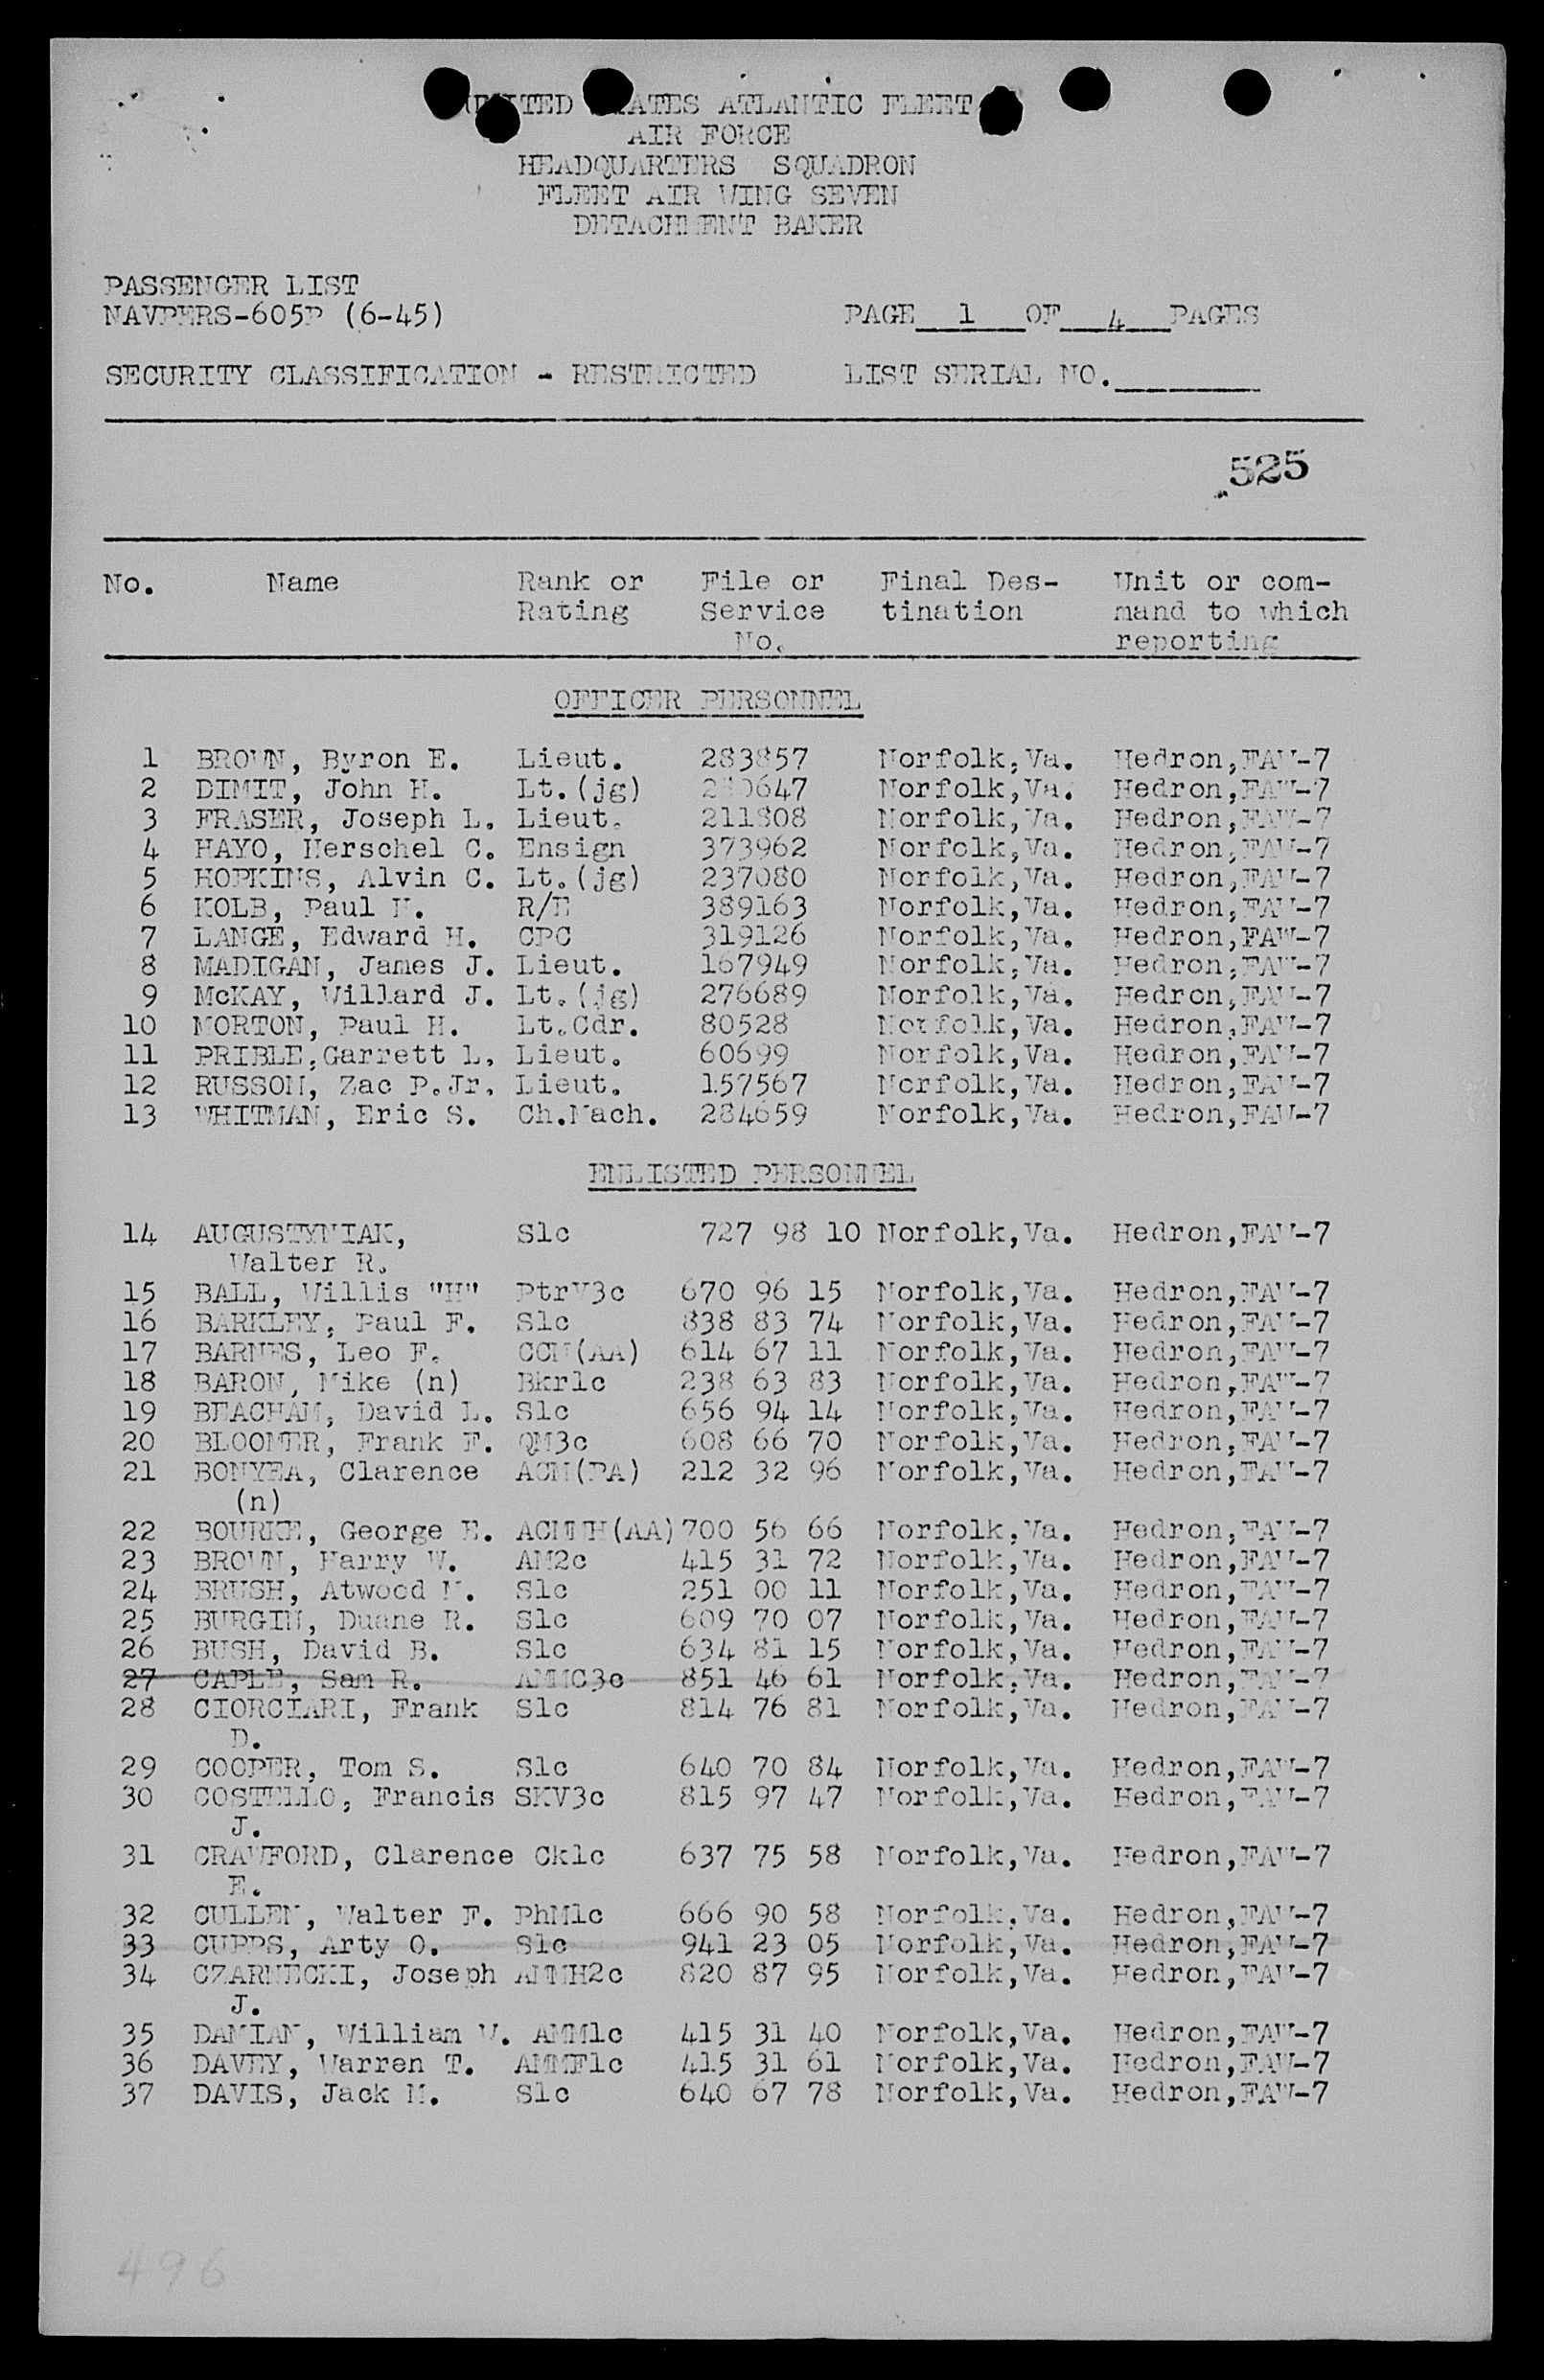 UNITED STATES ATLANTIC FLEET
AIR FORCE
HEADQUARTERS SQUADRON
FLEET AIR WING SEVEN
DETACHMENT BAKER
PASSENGER LIST
NAVPERS-605P (6-45) PAGE 1 OF 4 PAGES
SECURITY CLASSIFICATION - RESTRICTED LIST SERIAL NO.
525
No. Name Rank or File or Final Des- Unit or com-
Rating Service tination mand to which
No. reporting
OFFICER PERSONNEL
1 BROWN, Byron E. Lieut. 283857 Norfolk,Va. Hedron,FAW-7
2 DIMIT, John H. Lt.(jg) Norfolk,Va. Hedron,FAW-7
3 FRASER, Joseph L. Lieut. 211808 Norfolk,Va. Hedron,FAW-7
4 HAYO, Herschel C. Ensign 373962 Norfolk,Va. Hedron,FAW-7
5 HOPKINS, Alvin C. Lt.(jg) 237080 Norfolk,Va. Hedron,FAW-7
6 KOLB, Paul R/E 389163 Norfolk,Va. Hedron,FAW-7
7 LANGE, Edward H. CPC 319126 Norfolk,Va. Hedron,FAW-7
8 MADIGAN, James J. Lieut. 167949 Norfolk,Va. Hedron,FAW-7
9 McKAY, Willard J. Lt.(jg) 276689 Norfolk,Va. Hedron,FAW-7
10 MORTON, Paul H. Lt.Cdr. 80528 Norfolk,Va. Hedron,FAW-7
11 PRIBLE,Garrett L. Lieut. 60699 Norfolk,Va. Hedron,FAW-7
12 RUSSOM, Zac P.Jr. Lieut. 157567 Norfolk,Va. Hedron,FAW-7
13 WHITMAN, Eric S. Ch.Mach. 284659 Norfolk,Va. Hedron,FAW-7
ENLISTED PERSONNEL
14 AUGUSTYNIAK, S1c 727 98 10 Norfolk,Va. Hedron,FAW-7
Walter R.
15 BALL, Willis "H" PtrV3c 670 96 15 Norfolk,Va. Hedron,FAW-7
16 BARKLEY, Paul F. S1c 838 83 74 Norfolk,Va. Hedron,FAW-7
17 BARNES, Leo F. CCM(AA) 614 67 11 Norfolk,Va. Hedron,FAW-7
18 BARON, Mike (n) Bkr1c 238 63 83 Norfolk,Va. Hedron,FAW-7
19 BEACHAM, David L. S1c 656 94 14 Norfolk,Va. Hedron,FAW-7
20 BLOOMER, Frank F. QM3c 608 66 70 Norfolk,Va. Hedron,FAW-7
21 BONYEA, Clarence ACM(PA) 212 32 96 Norfolk,Va. Hedron,FAW-7
(n)
22 BOURKE, George E. ACMMH(AA) 700 56 66 Norfolk,Va. Hedron,FAW-7
23 BROWN, Harry W. AM2c 415 31 72 Norfolk,Va. Hedron,FAW-7
24 BRUSH, Atwood S1c 251 00 11 Norfolk,Va. Hedron,FAW-7
25 BURGIN, Duane R. S1c 609 70 07 Norfolk,Va. Hedron,FAW-7
26 BUSH, David B. S1c 634 81 15 Norfolk,Va. Hedron,FAW-7
27 CAPLE, Sam R. AMMC3c 851 46 61 Norfolk,Va. Hedron,FAW-7
28 CIORCIARI, Frank S1c 814 76 81 Norfolk,Va. Hedron,FAW-7
D.
29 COOPER, Tom S. S1c 640 70 84 Norfolk,Va. Hedron,FAW-7
30 COSTELLO, Francis SKV3c 815 97 47 Norfolk,Va. Hedron,FAW-7
J.
31 CRAWFORD, Clarence Ck1c 637 75 58 Norfolk,Va. Hedron,FAW-7
E.
32 CULLEN, Walter F. PhM1c 666 90 58 Norfolk,Va. Hedron,FAW-7
33 CUPPS, Arty O. S1c 941 23 05 Norfolk,Va. Hedron,FAW-7
34 CZARNECKI, Joseph AMMH2c 820 87 95 Norfolk,Va. Hedron,FAW-7
J.
35 DAMIAN, William W. AMM1c 415 31 40 Norfolk,Va. Hedron,FAW-7
36 DAVEY, Warren T. AMMF1c 415 31 61 Norfolk,Va. Hedron,FAW-7
37 DAVIS, Jack M. S1c 640 67 78 Norfolk,Va. Hedron,FAW-7
496